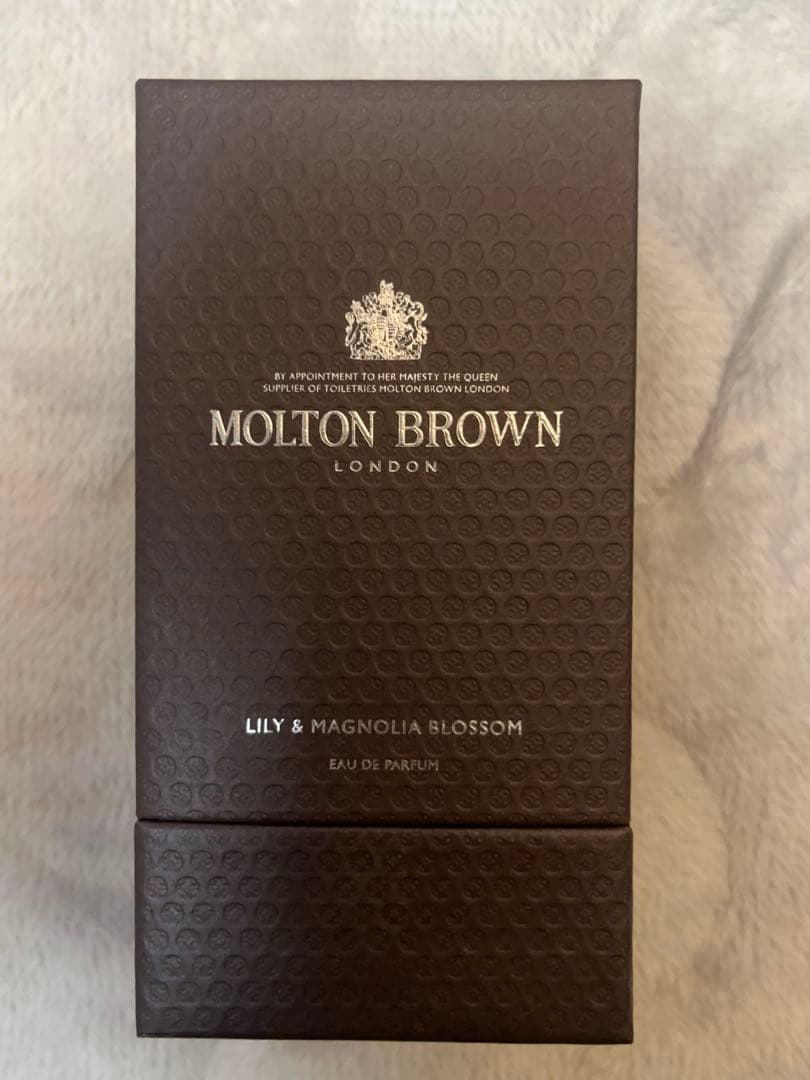 BY APPOINTMENT TO HER MAJESTY THE QUEEN
SUPPLIER OF TOILETRIES MOLTON BROWN LONDON
MOLTON BROWN
LONDON
LILY & MAGNOLIA BLOSSOM
EAU DE PARFUM